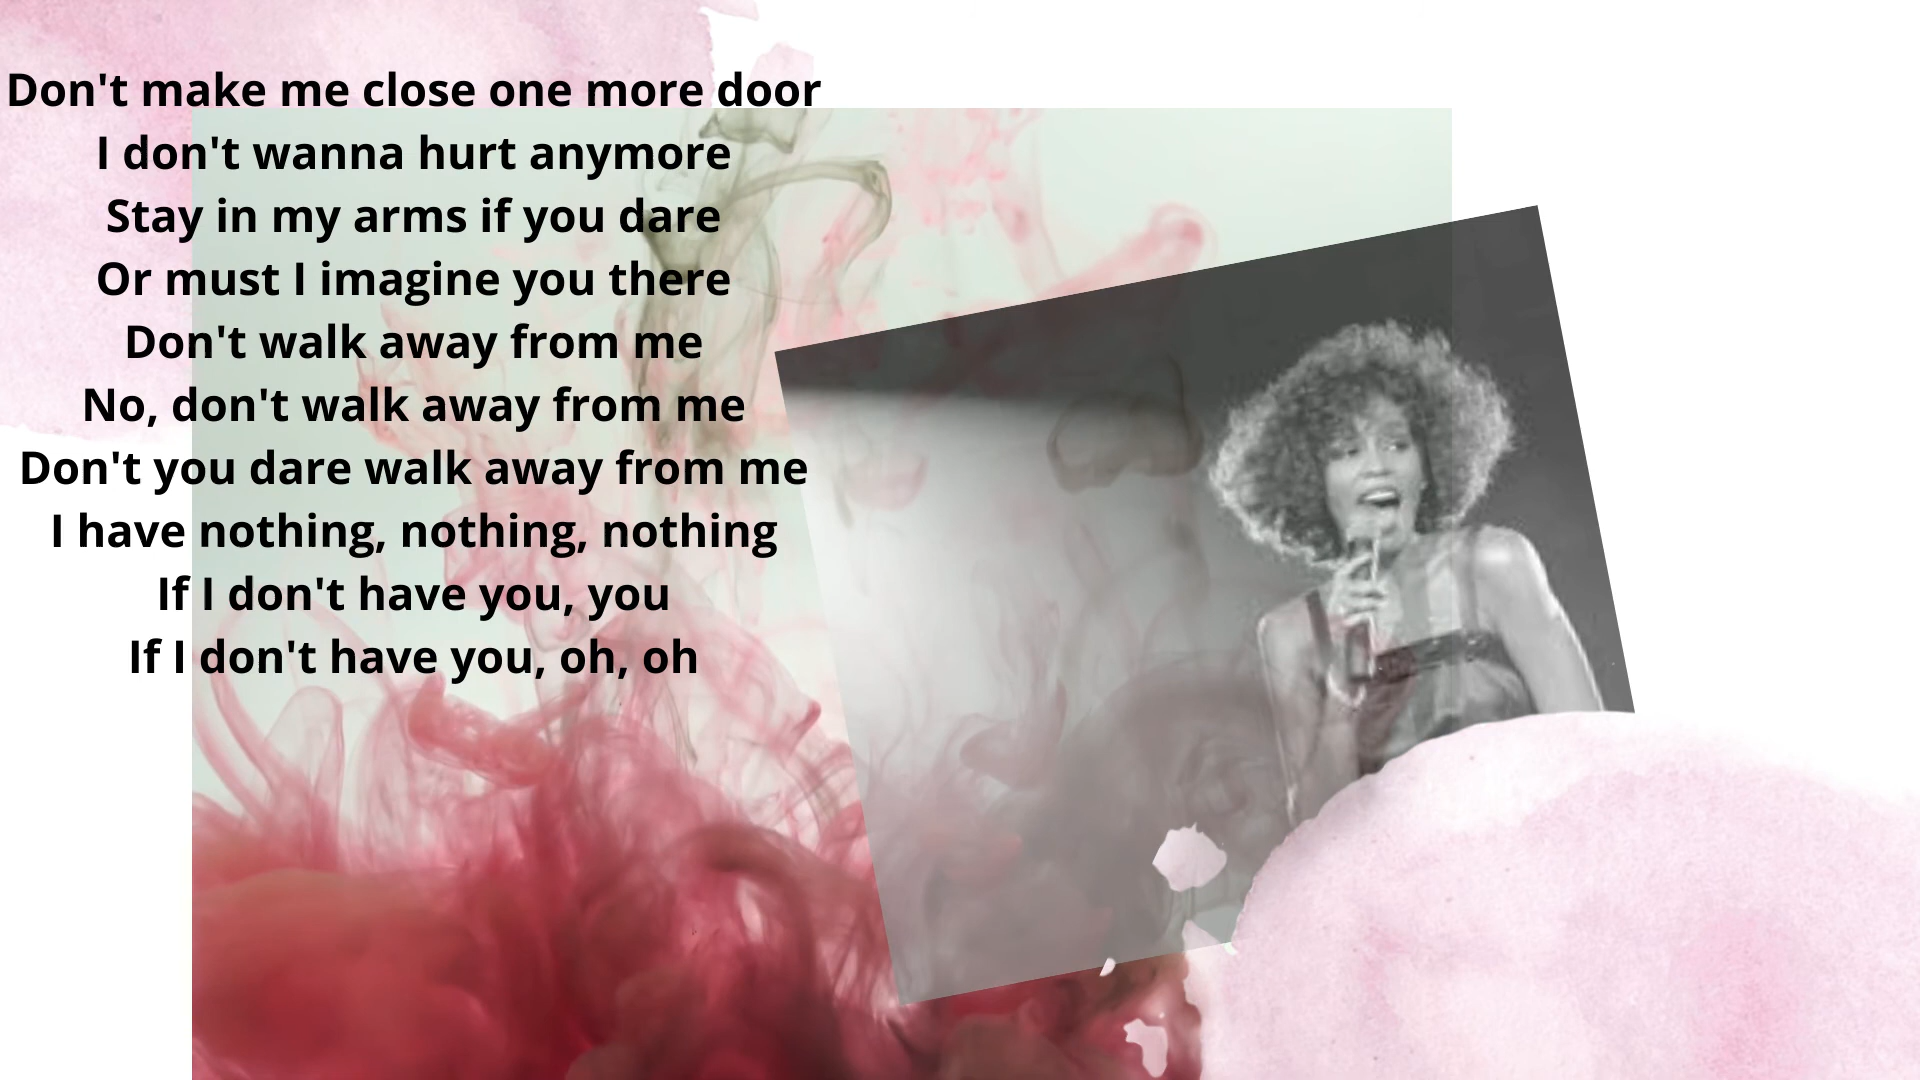 Don't make me close one more door
I don't wanna hurt anymore
Stay in my arms if you dare
Or must I imagine you there
Don't walk away from me
No, don't walk away from me
Don't you dare walk away from me
I have nothing, nothing, nothing
If I don't have you, you
If I don't have you, oh, oh